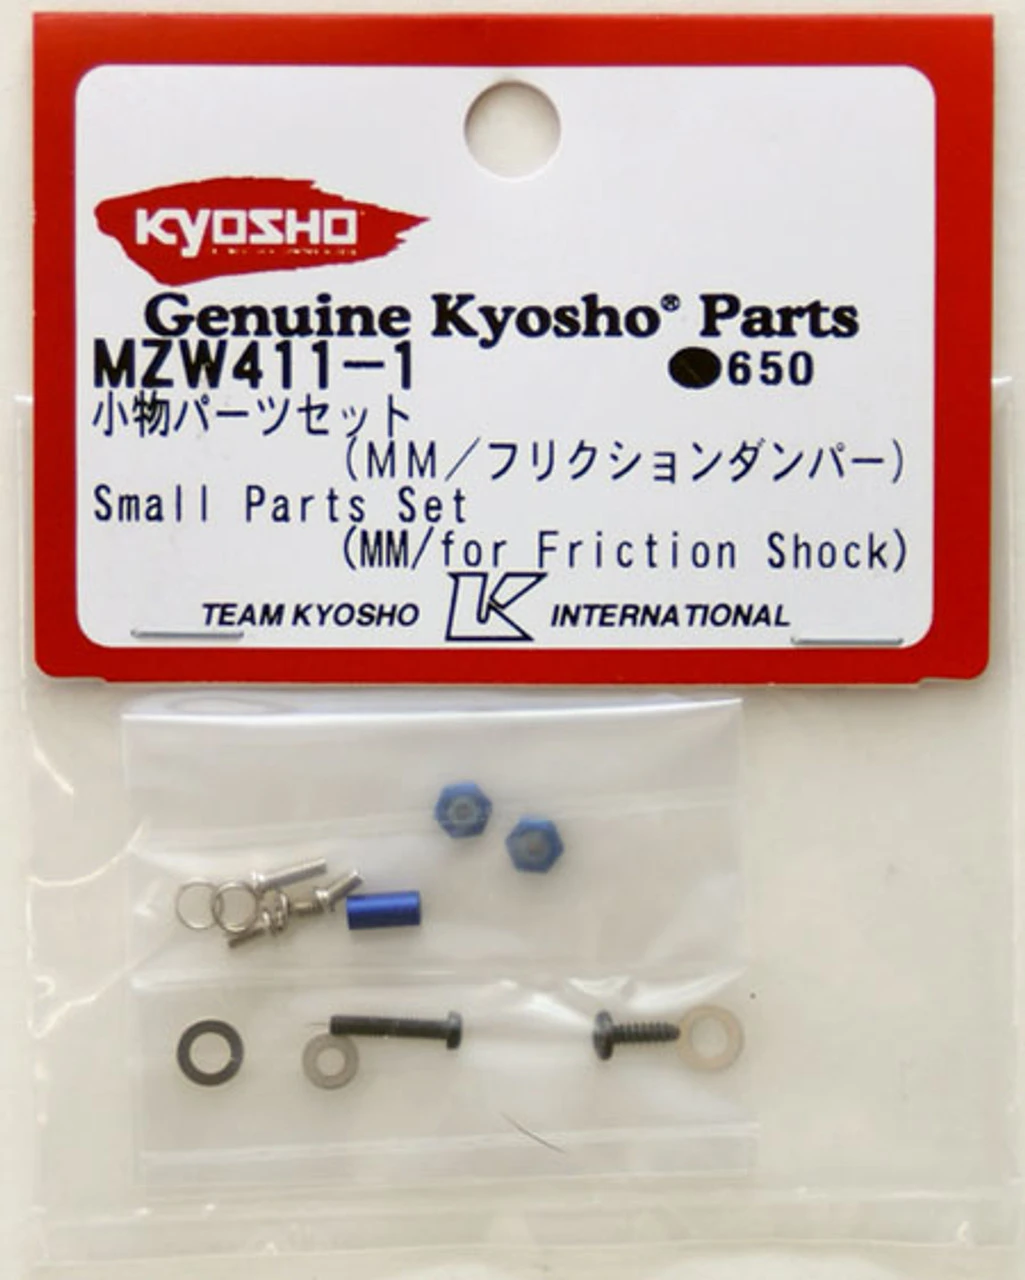 KYOSHO
Genuine Kyosho® Parts
MZW411-1 ●650
小物パーツセット
(MM/フリクションダンパー)
Small Parts Set
(MM/for Friction Shock)
TEAM KYOSHO K INTERNATIONAL